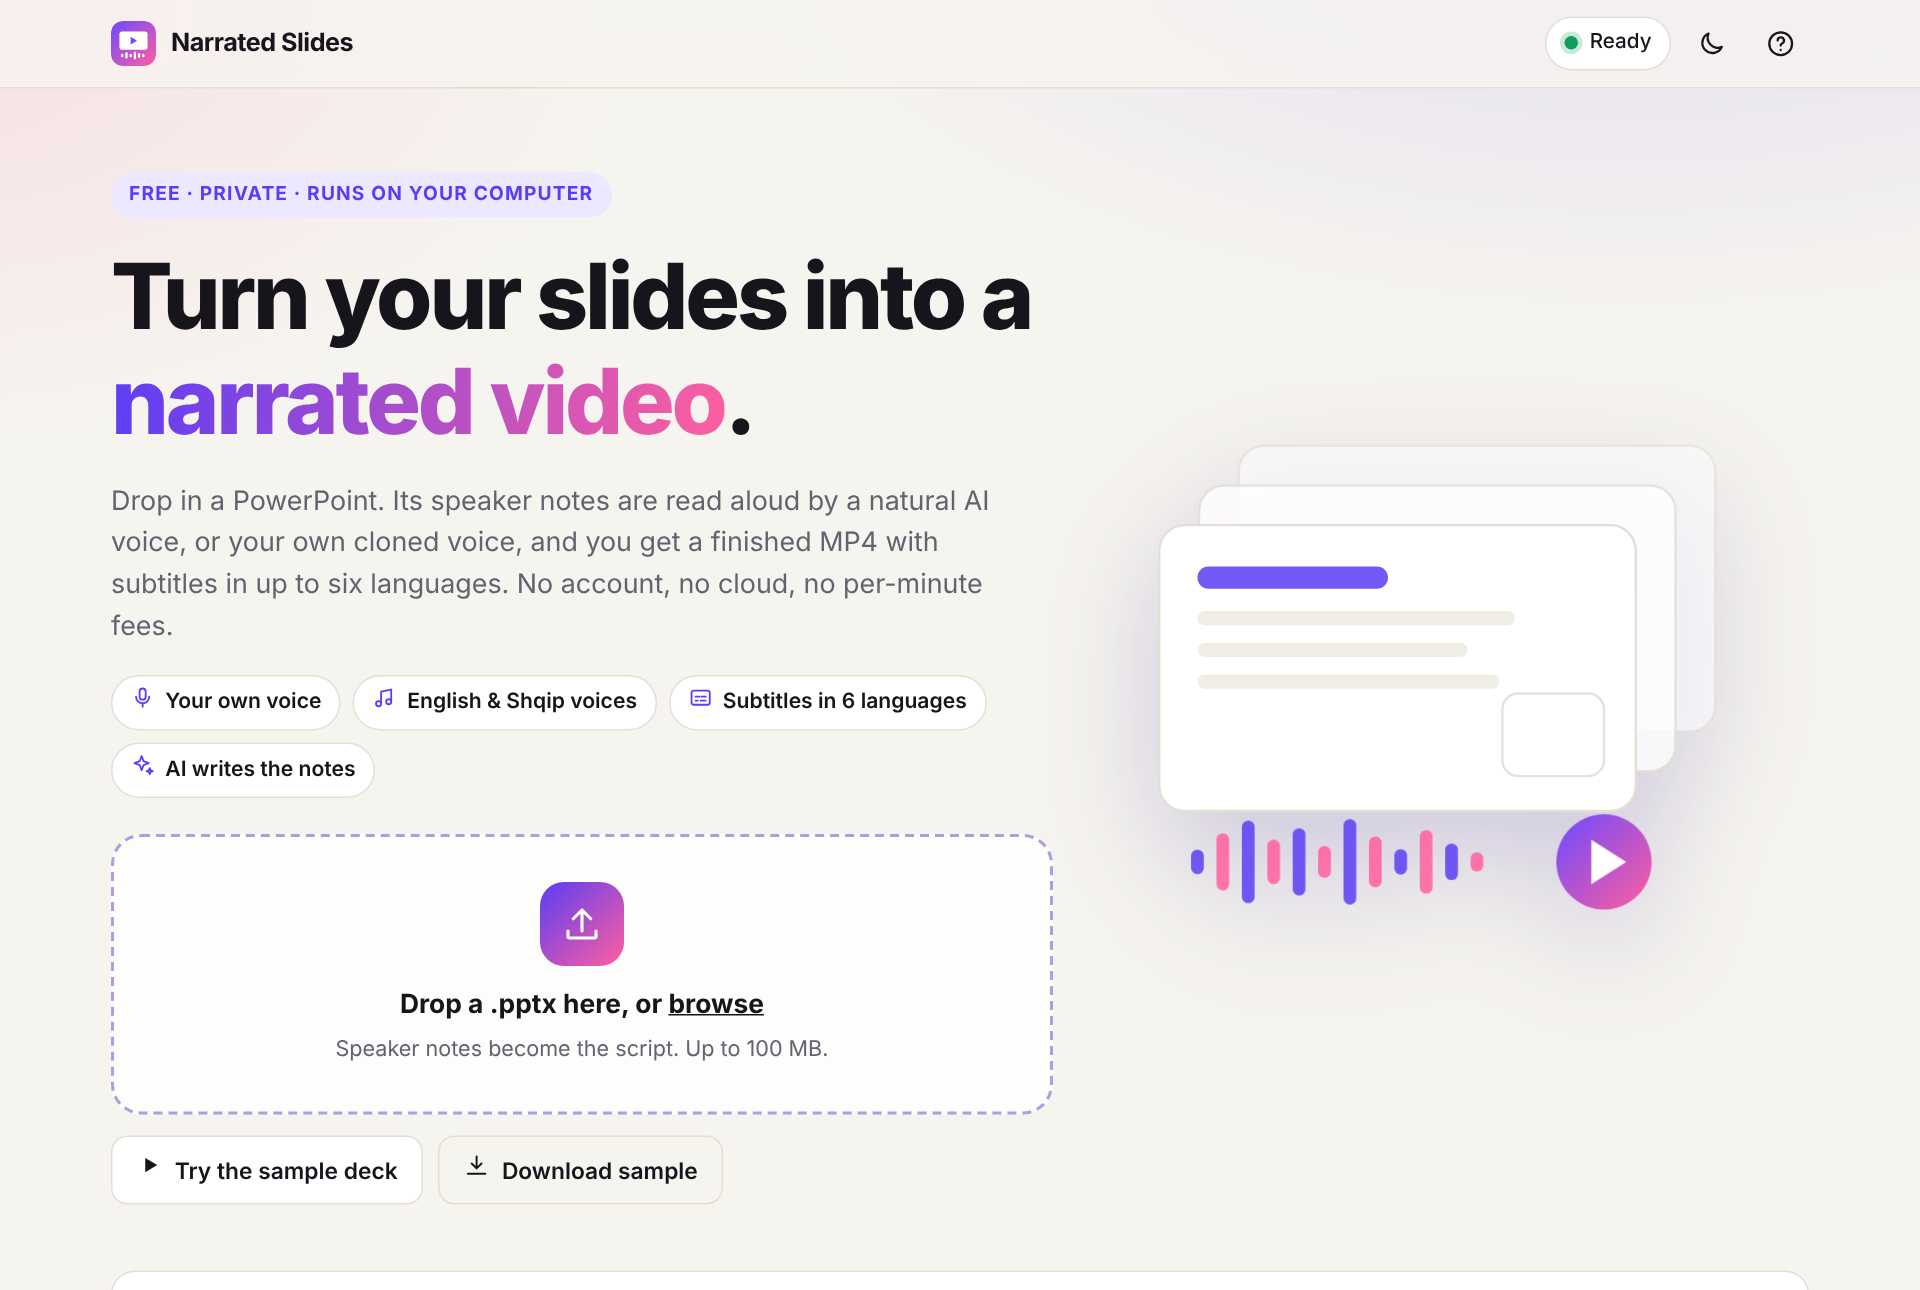 Narrated Slides
Ready
FREE · PRIVATE · RUNS ON YOUR COMPUTER
Turn your slides into a
narrated video.
Drop in a PowerPoint. Its speaker notes are read aloud by a natural AI
voice, or your own cloned voice, and you get a finished MP4 with
subtitles in up to six languages. No account, no cloud, no per-minute
fees.
Your own voice
English & Shqip voices
Subtitles in 6 languages
AI writes the notes
Drop a .pptx here, or browse
Speaker notes become the script. Up to 100 MB.
Try the sample deck
Download sample